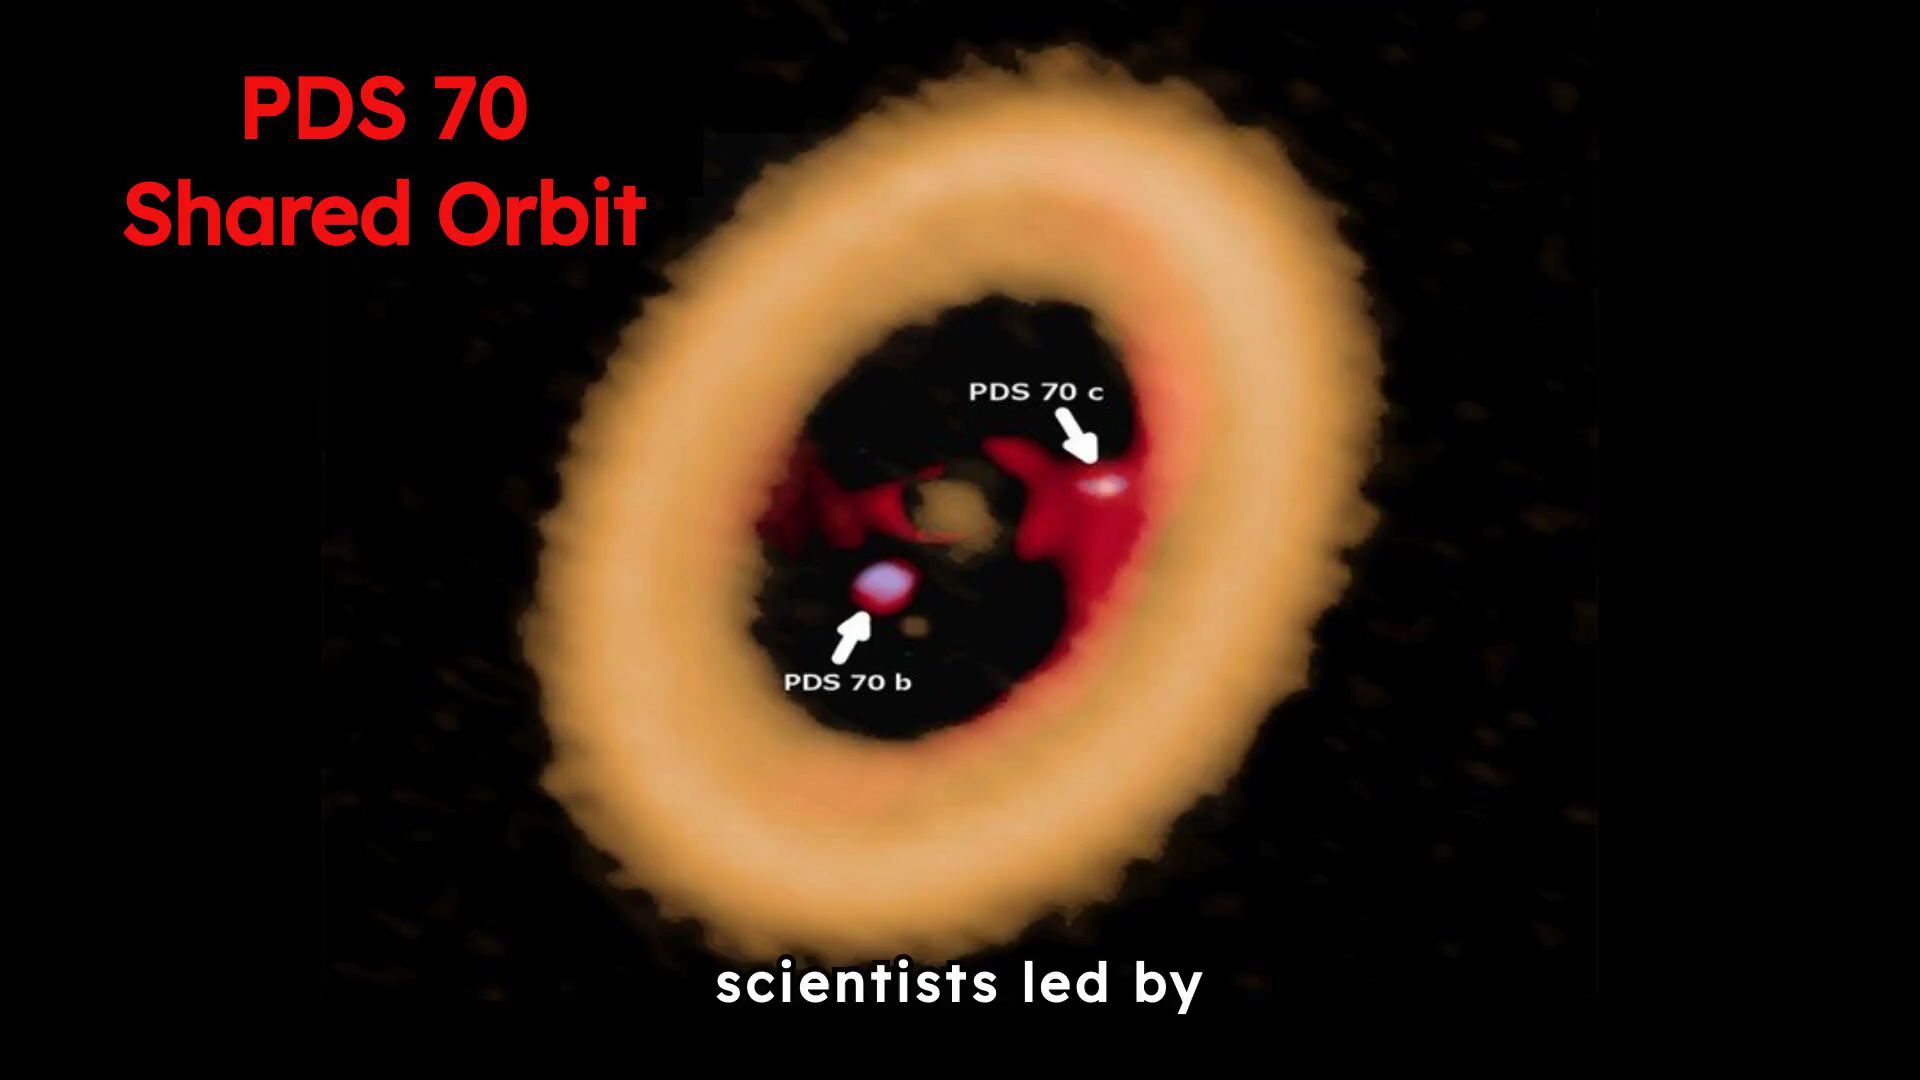 PDS 70
Shared Orbit
PDS 70 c
PDS 70 b
scientists led by